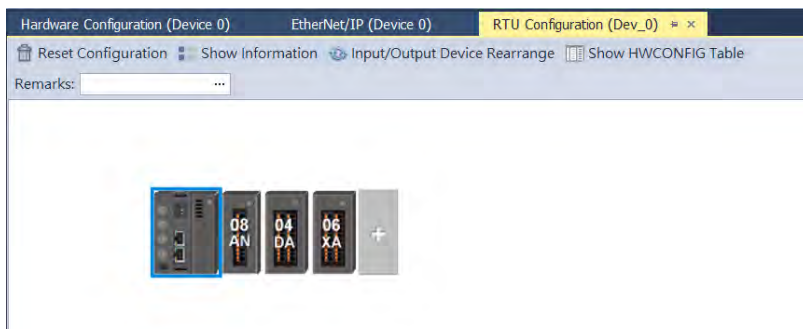 Hardware Configuration (Device 0) EtherNet/IP (Device 0) RTU Configuration (Dev_0)
Reset Configuration Show Information Input/Output Device Rearrange Show HWCONFIG Table
Remarks: ...
08 04 06
AN DA XA